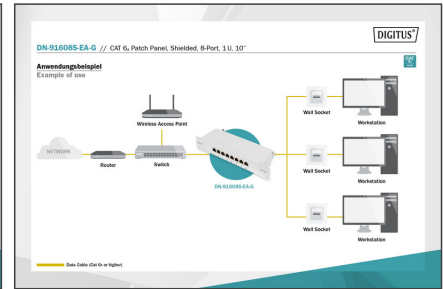 DIGITUS®
DN-91608S-EA-G // CAT 6A Patch Panel, Shielded, 8-Port, 1 U, 10"
CAT
Anwendungsbeispiel
Example of use
Wireless Access Point
Wall Socket
Workstation
NETWORK
Router
Switch
DN-91608S-EA-G
Wall Socket
Workstation
Wall Socket
Workstation
Data Cable (Cat 6A or higher)